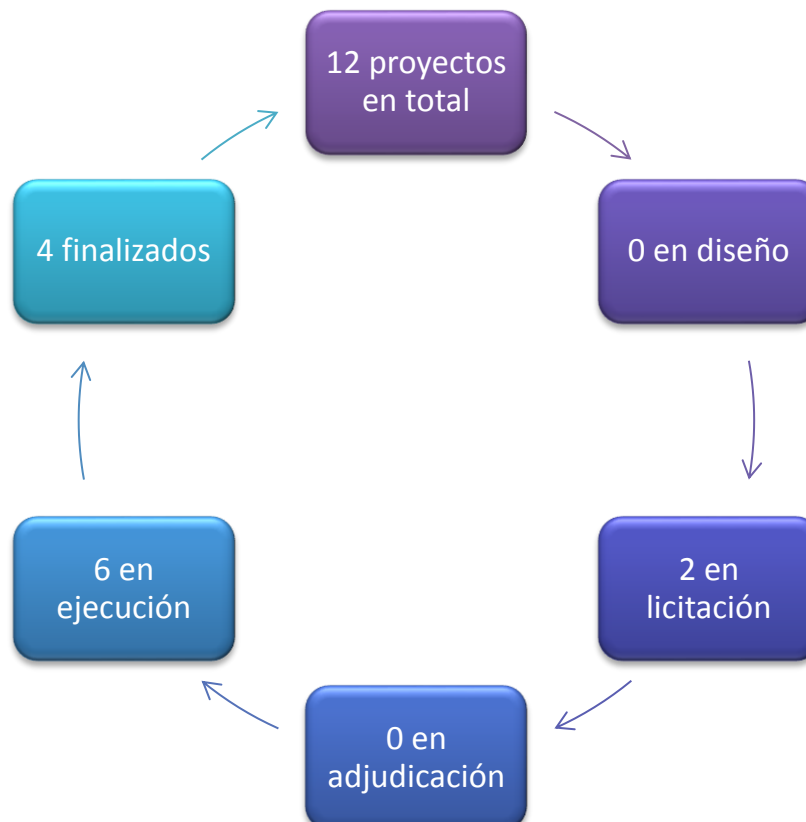 12 proyectos
en total
0 en diseño
2 en
licitación
0 en
adjudicación
6 en
ejecución
4 finalizados